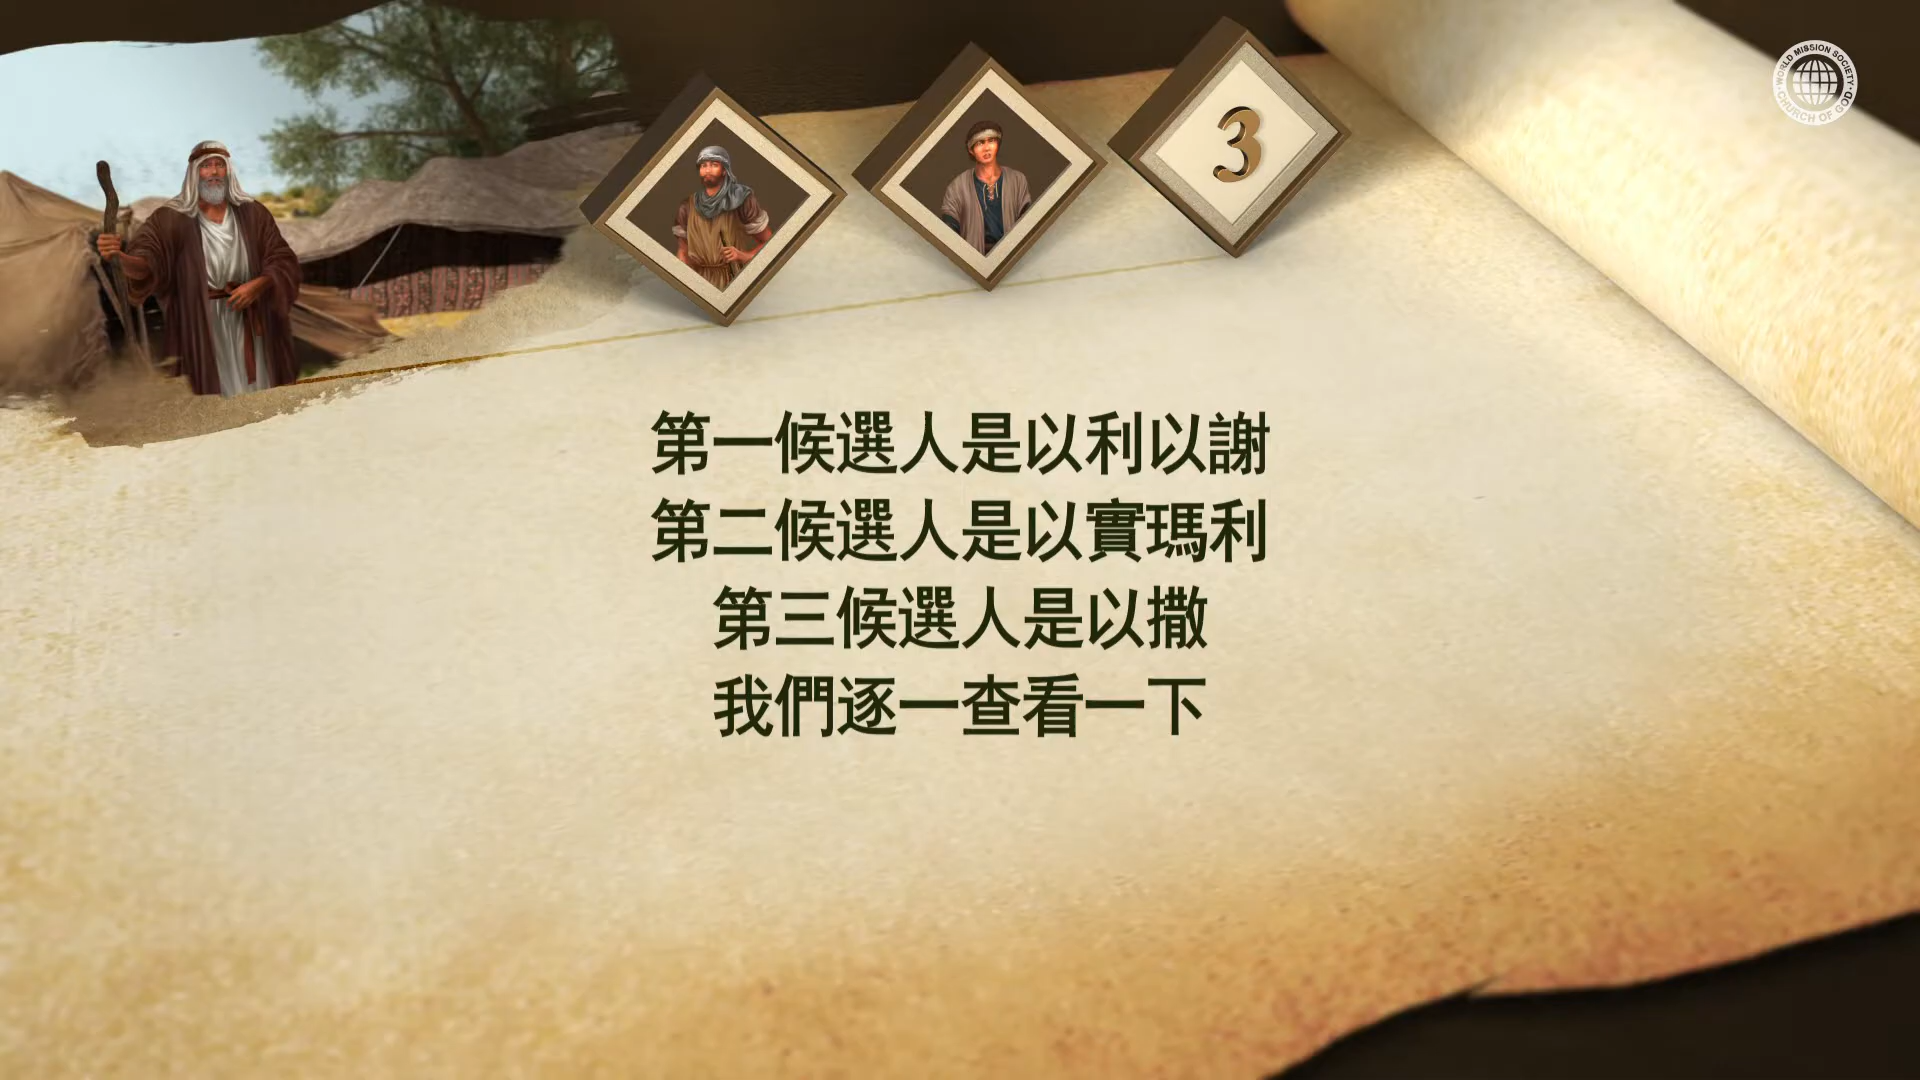 WORLD MISSION SOCIETY
CHURCH OF GOD
3
第一候選人是以利以謝
第二候選人是以實瑪利
第三候選人是以撒
我們逐一查看一下